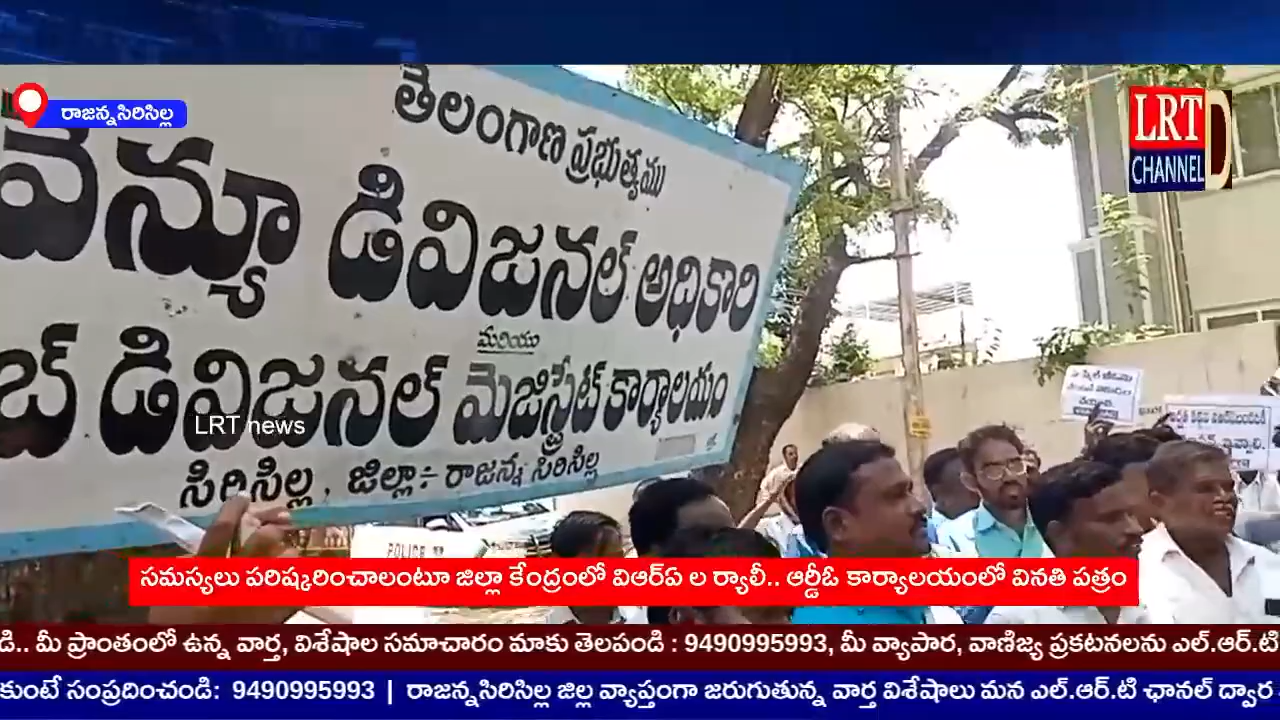 రాజన్నసిరిసిల్ల
తెలంగాణ ప్రభుత్వము
వెన్యూ డివిజనల్ అధికారి
మరియు
బ్ డివిజనల్ మెజిస్ట్రేట్ కార్యాలయం
సిరిసిల్ల, జిల్లా÷ రాజన్న సిరిసిల్ల
LRT news
LRT D
CHANNEL
POLICE
సమస్యలు పరిష్కరించాలంటూ జిల్లా కేంద్రంలో విఆర్ఏ ల ర్యాలీ.. ఆర్డీఓ కార్యాలయంలో వినతి పత్రం
డి.. మీ ప్రాంతంలో ఉన్న వార్త, విశేషాల సమాచారం మాకు తెలపండి : 9490995993, మీ వ్యాపార, వాణిజ్య ప్రకటనలను ఎల్.ఆర్.టి
కుంటే సంప్రదించండి: 9490995993 | రాజన్నసిరిసిల్ల జిల్ల వ్యాప్తంగా జరుగుతున్న వార్త విశేషాలు మన ఎల్.ఆర్.టి ఛానల్ ద్వార